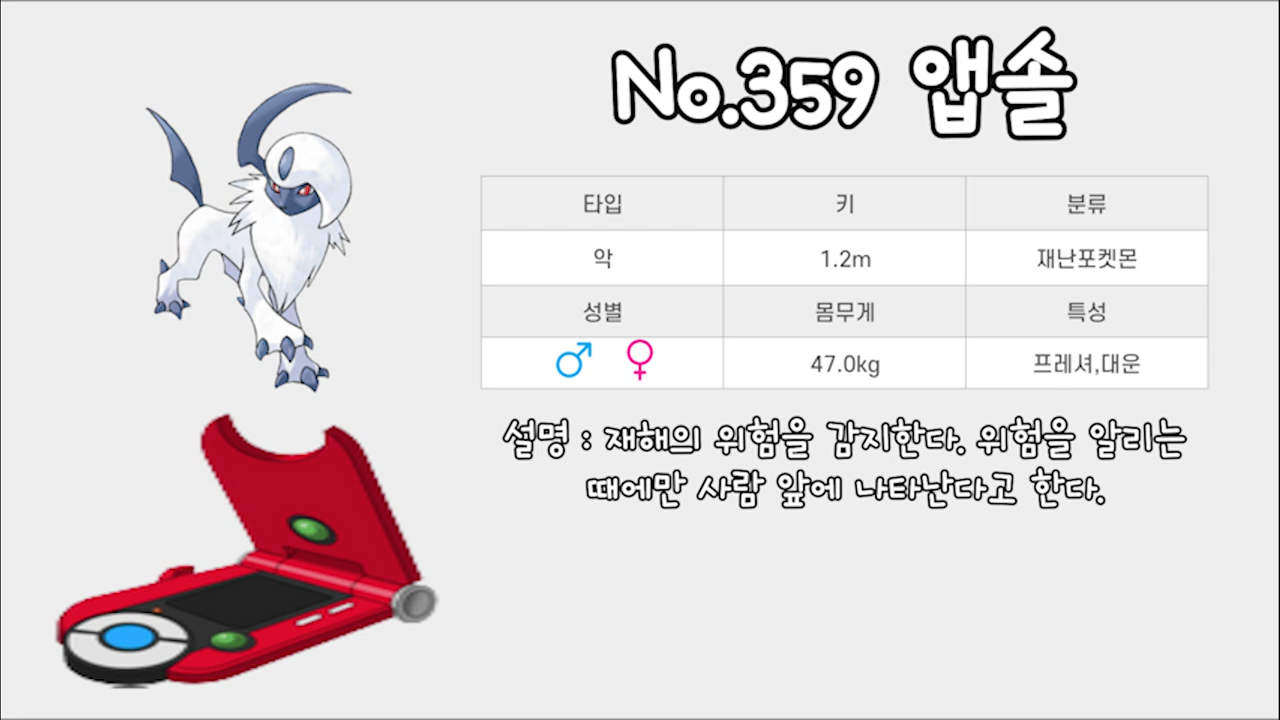 No.359 앱솔
타입 키 분류
악 1.2m 재난포켓몬
성별 몸무게 특성
♂ ♀ 47.0kg 프레셔,대운
설명 : 재해의 위험을 감지한다. 위험을 알리는
때에만 사람 앞에 나타난다고 한다.